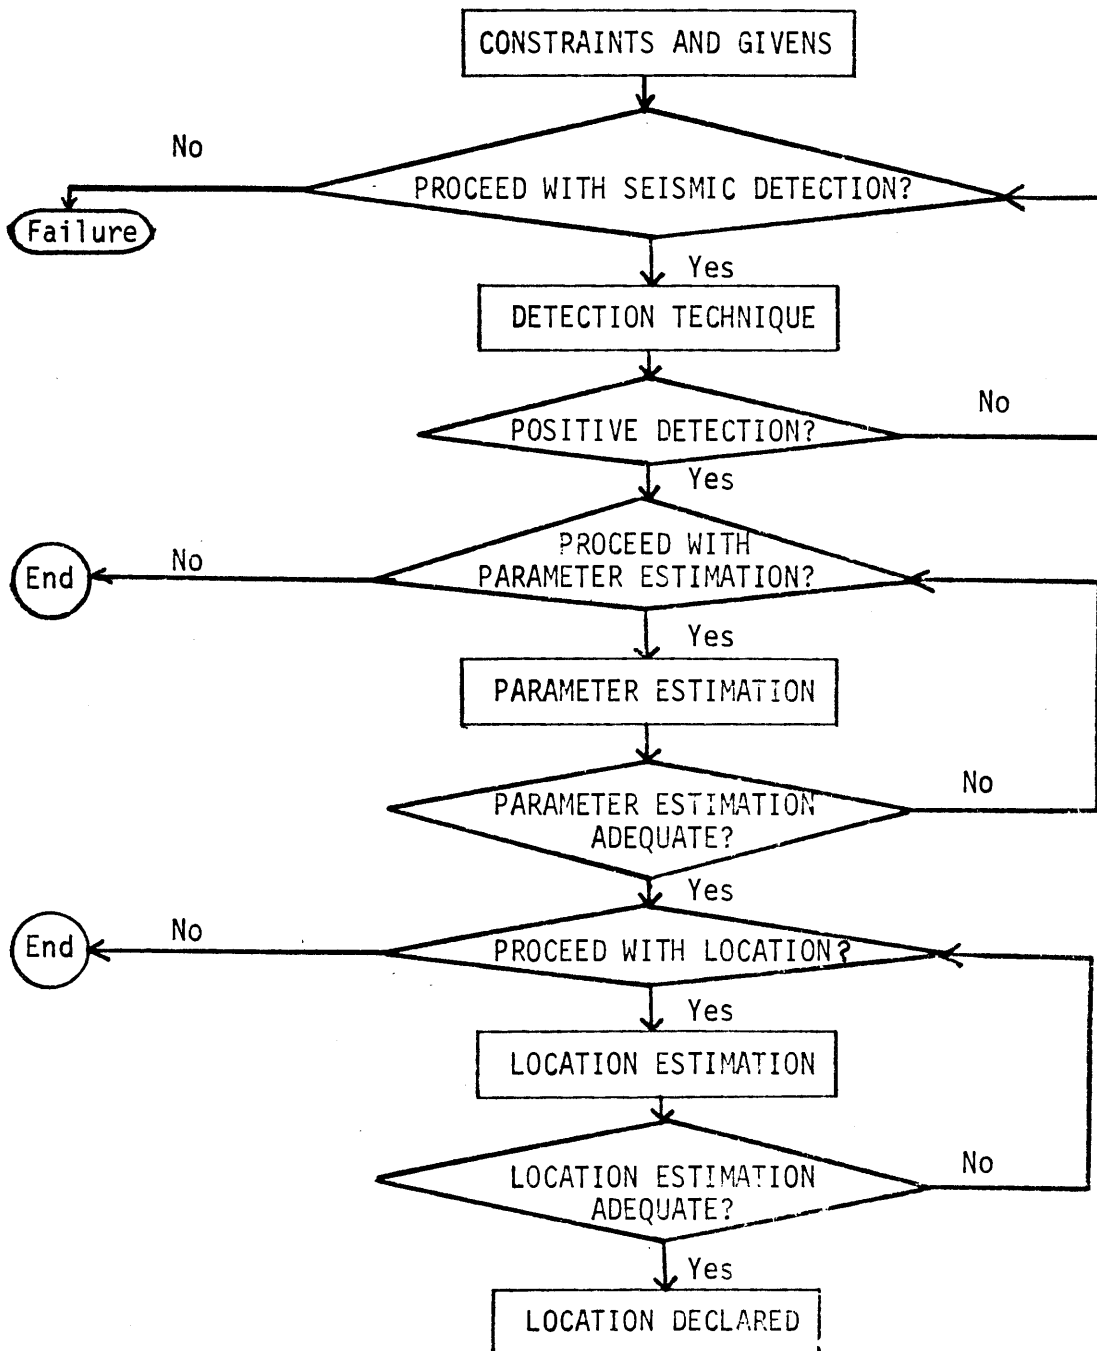 CONSTRAINTS AND GIVENS
No
PROCEED WITH SEISMIC DETECTION?
Failure
Yes
DETECTION TECHNIQUE
No
POSITIVE DETECTION?
Yes
PROCEED WITH
No
PARAMETER ESTIMATION?
End
Yes
PARAMETER ESTIMATION
No
PARAMETER ESTIMATION
ADEQUATE?
Yes
No
End
PROCEED WITH LOCATION?
Yes
LOCATION ESTIMATION
No
LOCATION ESTIMATION
ADEQUATE?
Yes
LOCATION DECLARED